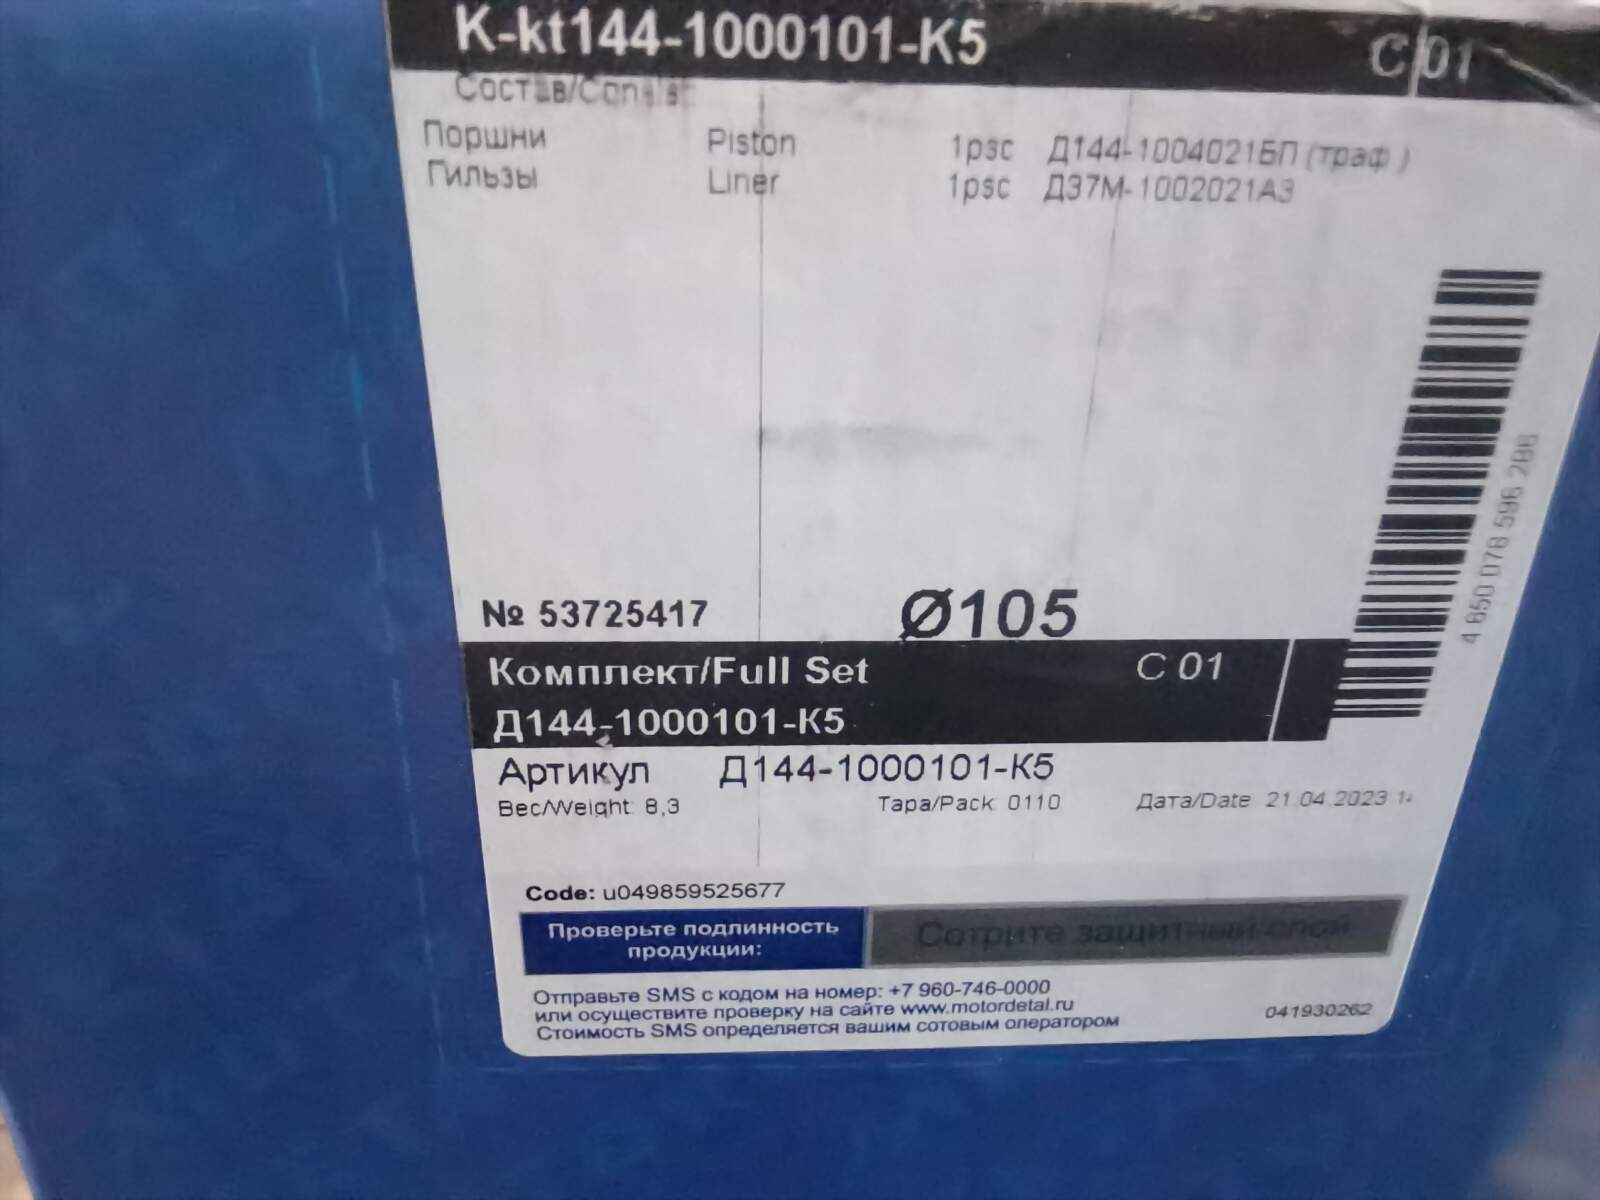 K-kt144-1000101-K5 C 01
Состав/Consist
Поршни Piston 1psc Д144-1004021БП (траф.)
Гильзы Liner 1psc Д37М-1002021А3
4 650 078 596 286
№ 53725417 Ø105
Комплект/Full Set C 01
Д144-1000101-К5
Артикул Д144-1000101-К5
Вес/Weight: 8,3 Тара/Pack: 0110 Дата/Date 21.04.2023
Code: u049859525677
Проверьте подлинность Сотрите защитный слой
продукции:
Отправьте SMS с кодом на номер: +7 960-746-0000
или осуществите проверку на сайте www.motordetal.ru
Стоимость SMS определяется вашим сотовым оператором
041930262